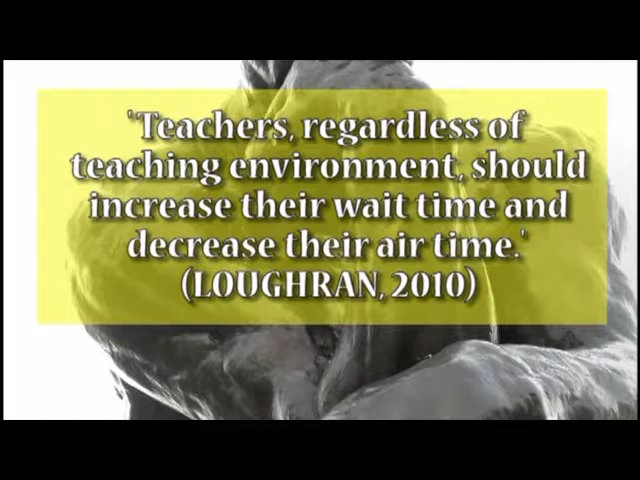 'Teachers, regardless of
teaching environment, should
increase their wait time and
decrease their air time.'
(LOUGHRAN, 2010)